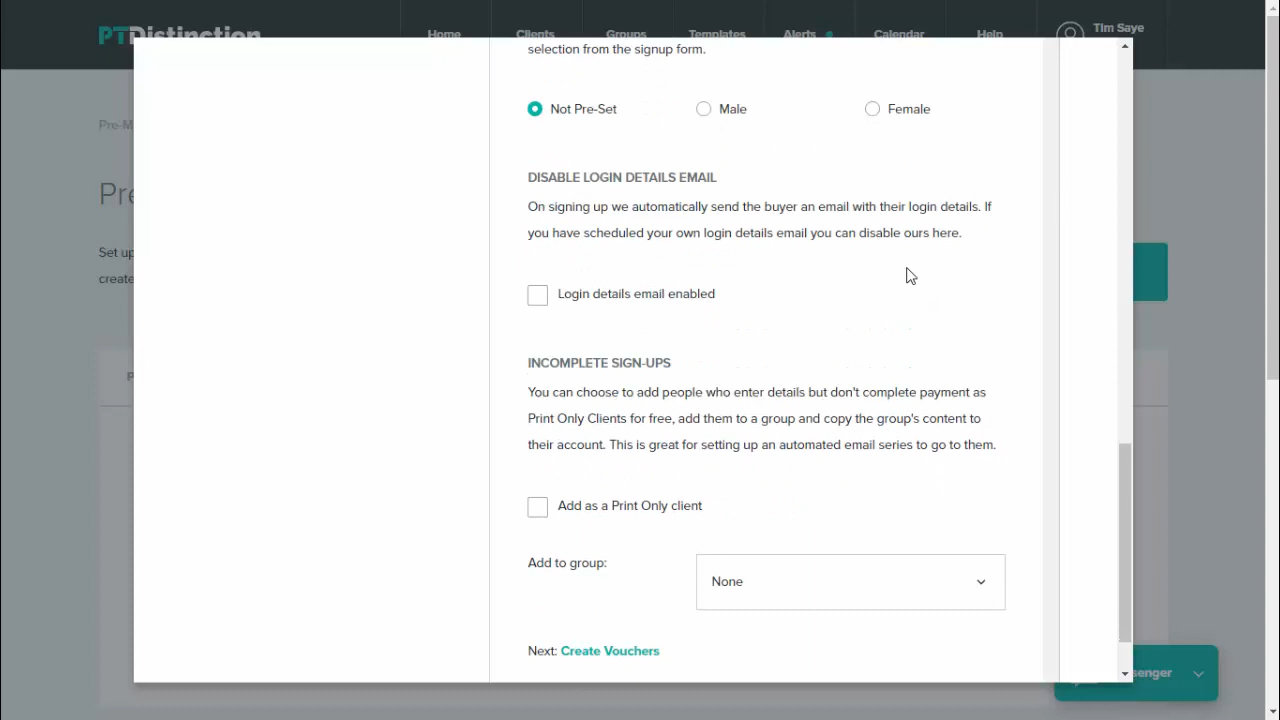 PTDistinction
Home Clients Groups Templates Alerts Calendar Help Tim Saye
selection from the signup form.
Not Pre-Set Male Female
DISABLE LOGIN DETAILS EMAIL
On signing up we automatically send the buyer an email with their login details. If
you have scheduled your own login details email you can disable ours here.
Login details email enabled
INCOMPLETE SIGN-UPS
You can choose to add people who enter details but don't complete payment as
Print Only Clients for free, add them to a group and copy the group's content to
their account. This is great for setting up an automated email series to go to them.
Add as a Print Only client
Add to group: None
Next: Create Vouchers
Pre-M
Pre
Set up
create
P
senger